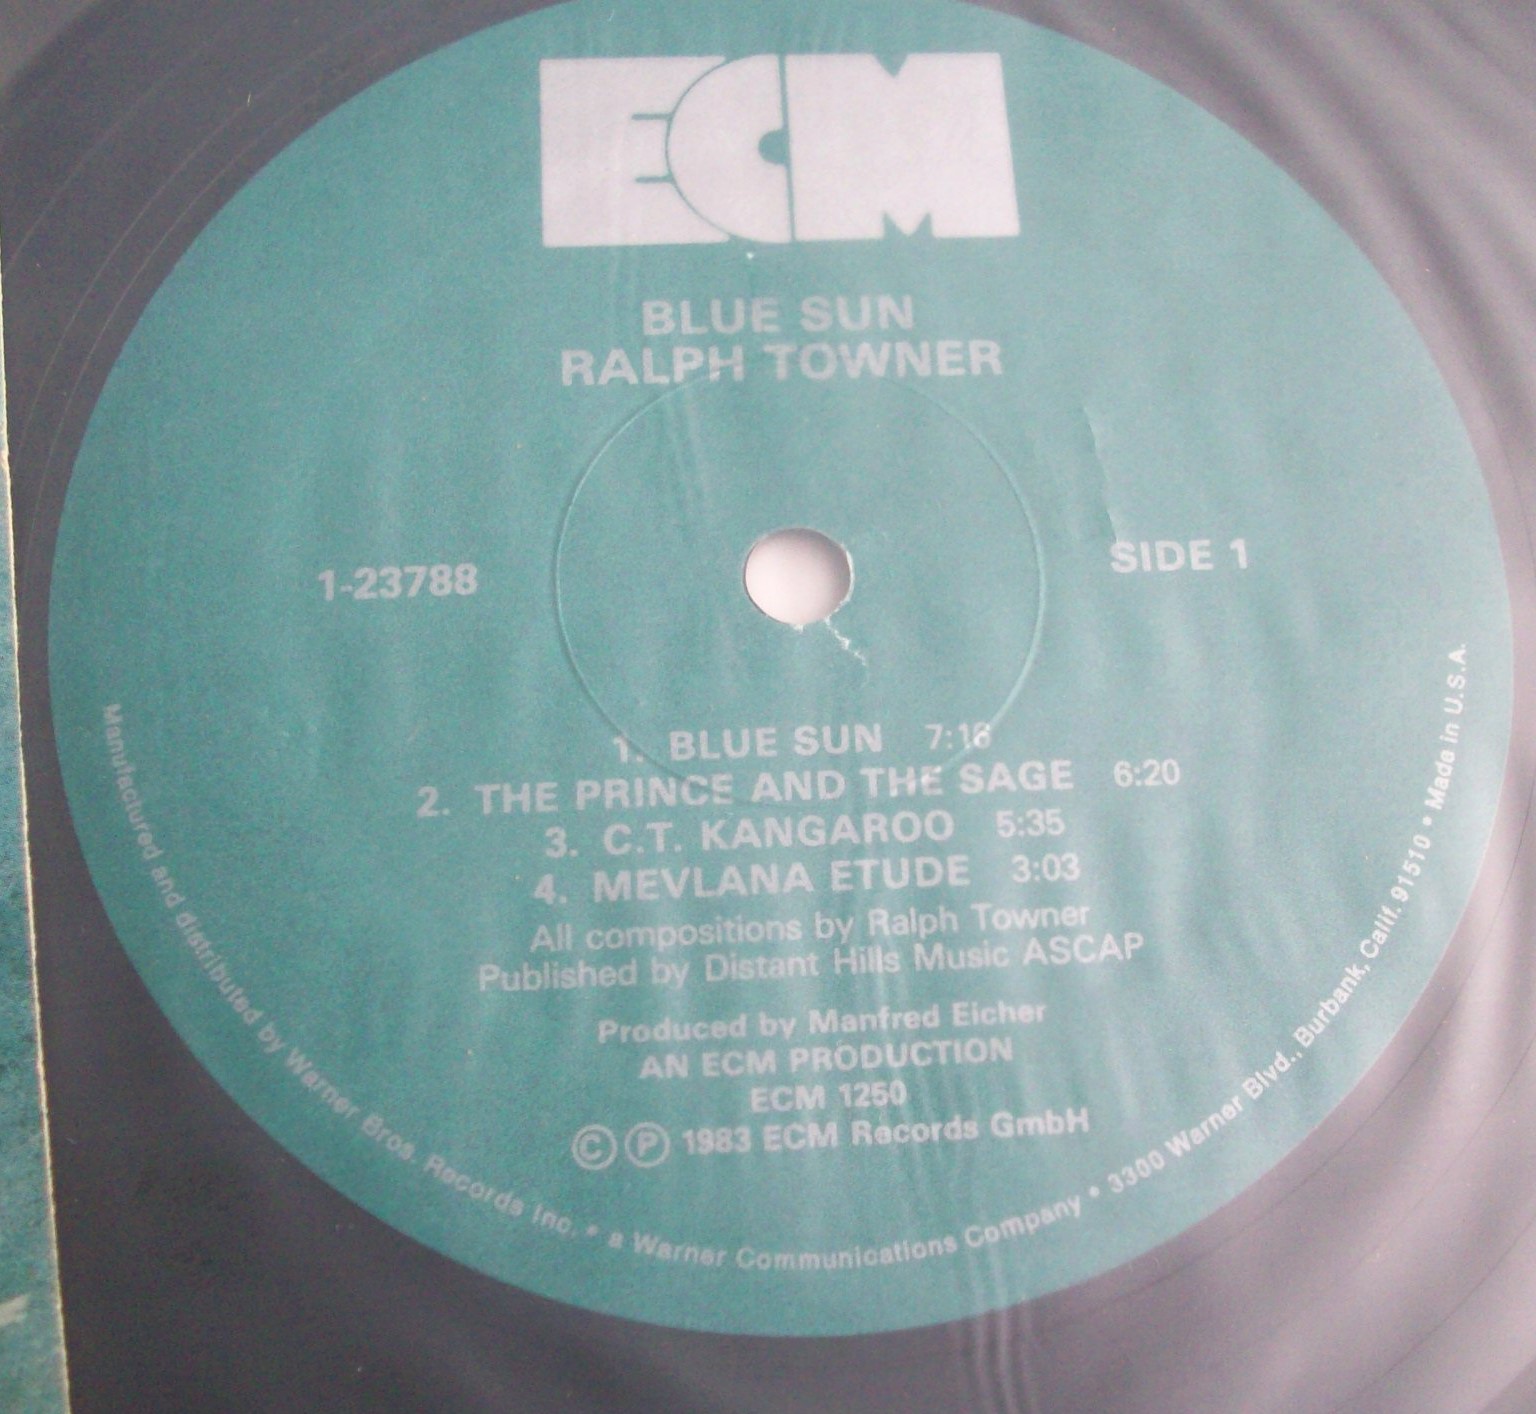 ECM
BLUE SUN
RALPH TOWNER
1-23788
SIDE 1
1. BLUE SUN 7:16
2. THE PRINCE AND THE SAGE 6:20
3. C.T. KANGAROO 5:35
4. MEVLANA ETUDE 3:03
All compositions by Ralph Towner
Published by Distant Hills Music ASCAP
Produced by Manfred Eicher
AN ECM PRODUCTION
ECM 1250
© ℗ 1983 ECM Records GmbH
Manufactured and distributed by Warner Bros. Records Inc. • a Warner Communications Company • 3300 Warner Blvd., Burbank, Calif. 91510 • Made in U.S.A.